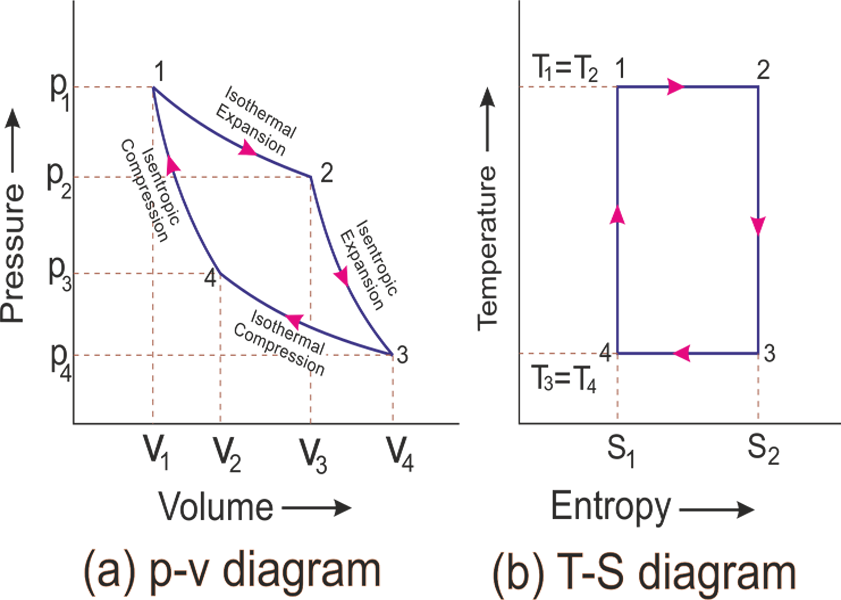 1
p1
Isothermal
Expansion
Isentropic
Compression
p2
2
Isentropic
Expansion
p3
4
Isothermal
Compression
p4
3
Pressure
V1
V2
V3
V4
Volume
(a) p-v diagram
T1=T2
1
2
Temperature
4
3
T3=T4
S1
S2
Entropy
(b) T-S diagram